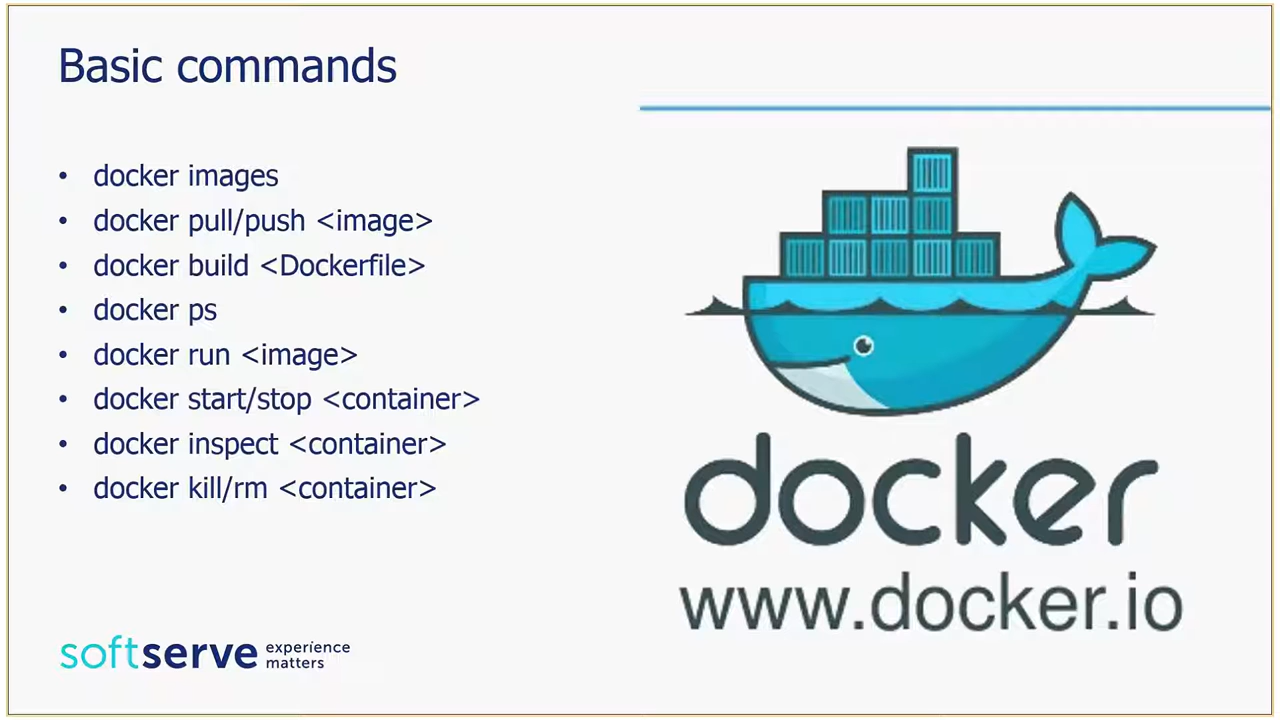 Basic commands
• docker images
• docker pull/push <image>
• docker build <Dockerfile>
• docker ps
• docker run <image>
• docker start/stop <container>
• docker inspect <container>
• docker kill/rm <container>
docker
www.docker.io
softserve experience
matters